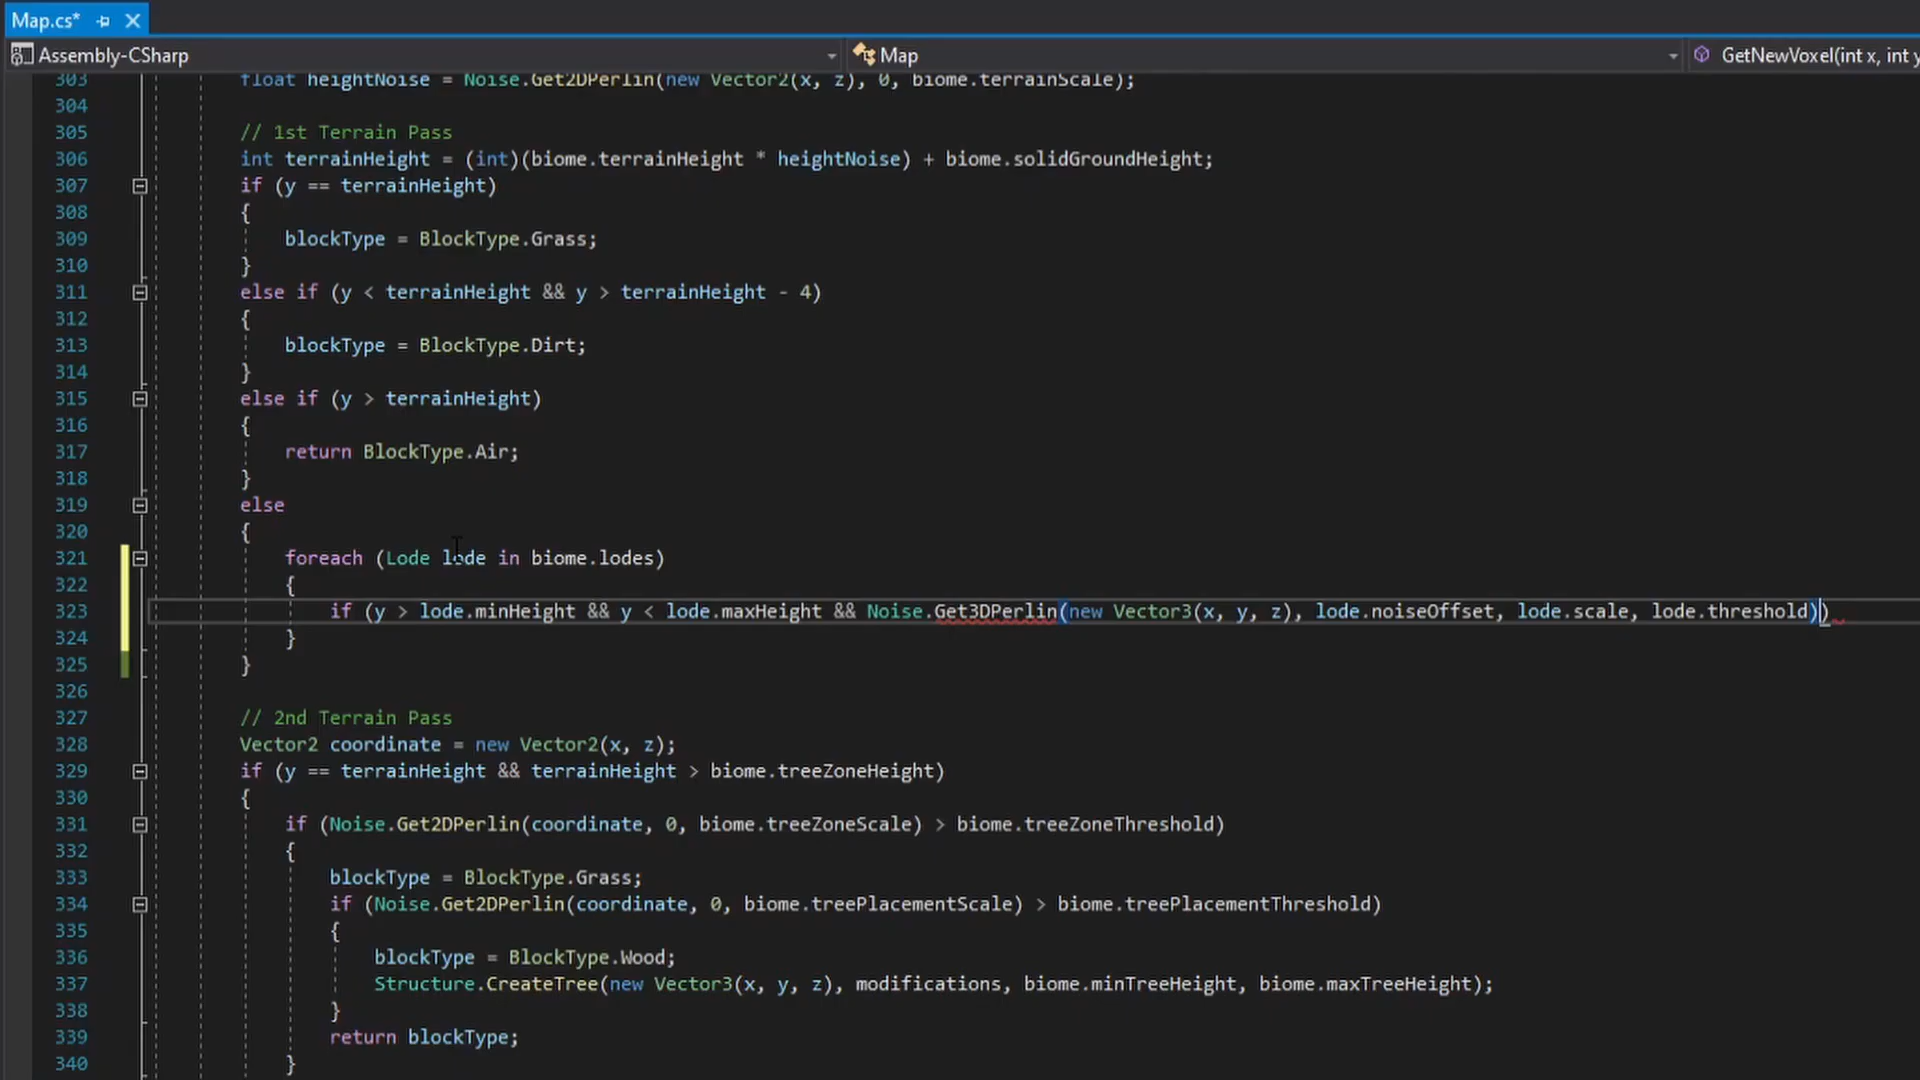 Map.cs*
Assembly-CSharp Map GetNewVoxel(int x, int y
303 float heightNoise = Noise.Get2DPerlin(new Vector2(x, z), 0, biome.terrainScale);
304
305 // 1st Terrain Pass
306 int terrainHeight = (int)(biome.terrainHeight * heightNoise) + biome.solidGroundHeight;
307 if (y == terrainHeight)
308 {
309 blockType = BlockType.Grass;
310 }
311 else if (y < terrainHeight && y > terrainHeight - 4)
312 {
313 blockType = BlockType.Dirt;
314 }
315 else if (y > terrainHeight)
316 {
317 return BlockType.Air;
318 }
319 else
320 {
321 foreach (Lode lode in biome.lodes)
322 {
323 if (y > lode.minHeight && y < lode.maxHeight && Noise.Get3DPerlin(new Vector3(x, y, z), lode.noiseOffset, lode.scale, lode.threshold))
324 }
325 }
326
327 // 2nd Terrain Pass
328 Vector2 coordinate = new Vector2(x, z);
329 if (y == terrainHeight && terrainHeight > biome.treeZoneHeight)
330 {
331 if (Noise.Get2DPerlin(coordinate, 0, biome.treeZoneScale) > biome.treeZoneThreshold)
332 {
333 blockType = BlockType.Grass;
334 if (Noise.Get2DPerlin(coordinate, 0, biome.treePlacementScale) > biome.treePlacementThreshold)
335 {
336 blockType = BlockType.Wood;
337 Structure.CreateTree(new Vector3(x, y, z), modifications, biome.minTreeHeight, biome.maxTreeHeight);
338 }
339 return blockType;
340 }